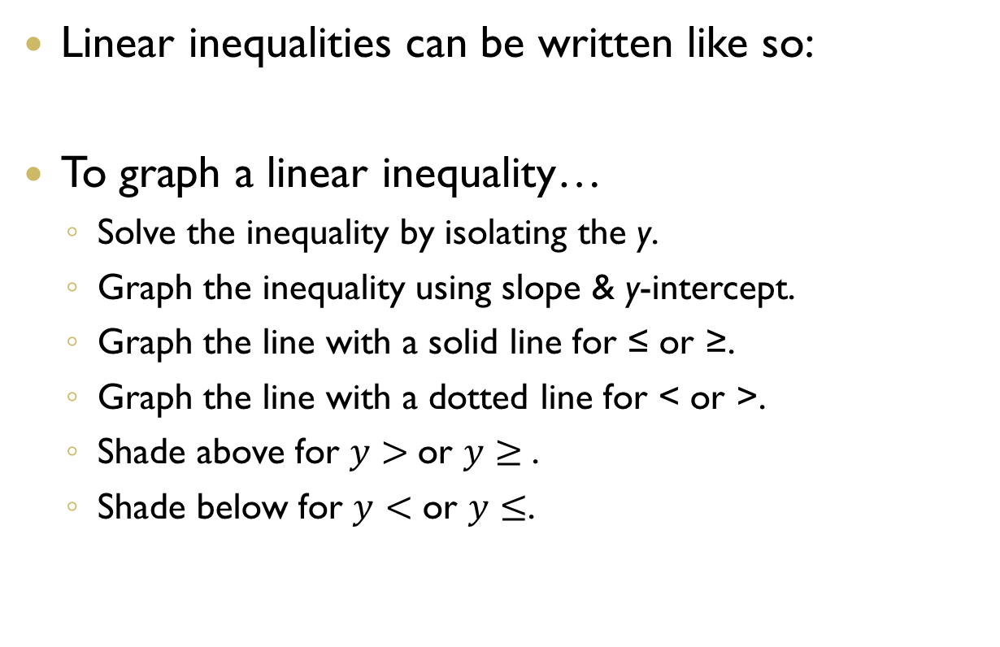 • Linear inequalities can be written like so:
• To graph a linear inequality…
◦ Solve the inequality by isolating the y.
◦ Graph the inequality using slope & y-intercept.
◦ Graph the line with a solid line for ≤ or ≥.
◦ Graph the line with a dotted line for < or >.
◦ Shade above for y > or y ≥ .
◦ Shade below for y < or y ≤.